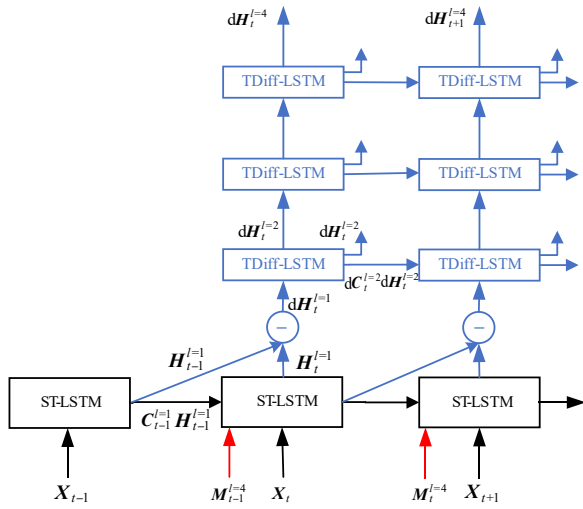 d𝑯_t^{l=4} d𝑯_{t+1}^{l=4}
TDiff-LSTM TDiff-LSTM
TDiff-LSTM TDiff-LSTM
d𝑯_t^{l=2} d𝑯_t^{l=2}
TDiff-LSTM TDiff-LSTM
d𝑪_t^{l=2} d𝑯_t^{l=2}
d𝑯_t^{l=1}
− −
𝑯_{t-1}^{l=1} 𝑯_t^{l=1}
ST-LSTM ST-LSTM ST-LSTM
𝑪_{t-1}^{l=1} 𝑯_{t-1}^{l=1}
𝑿_{t-1} 𝑴_{t-1}^{l=4} 𝑿_t 𝑴_t^{l=4} 𝑿_{t+1}